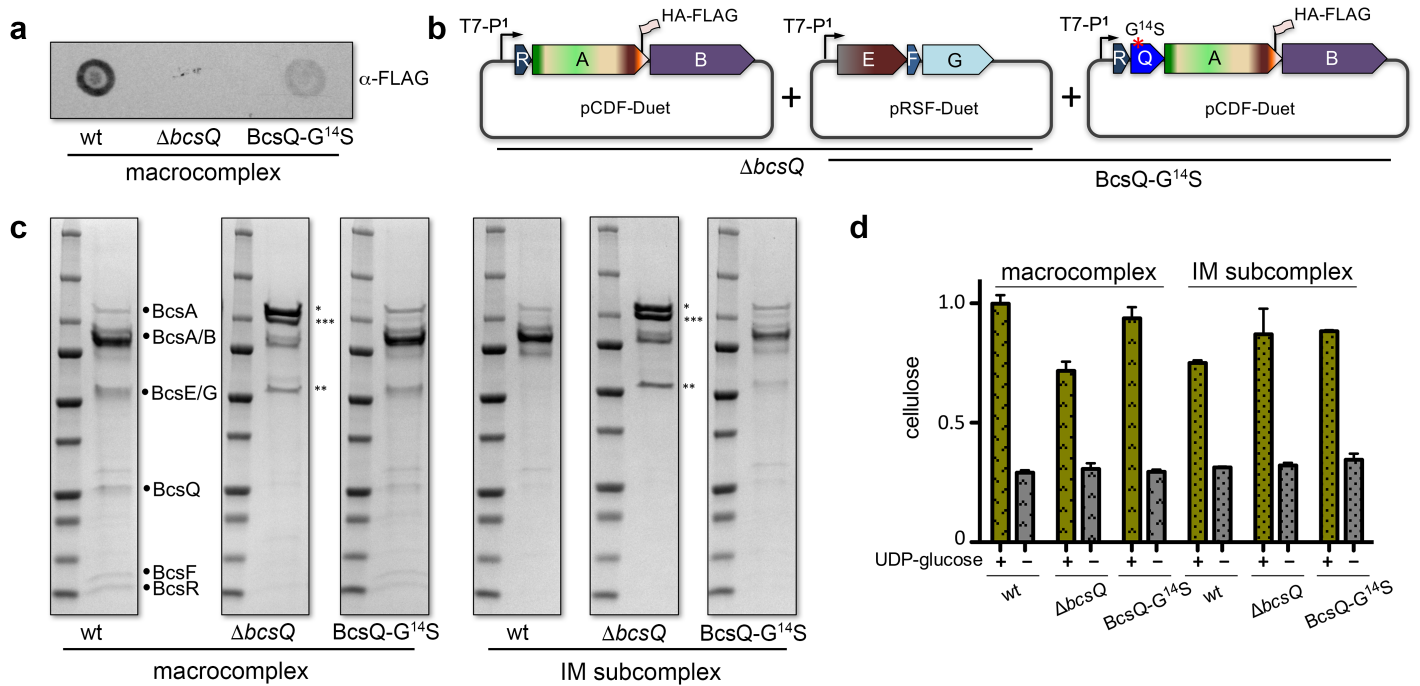 a
α-FLAG
wt
ΔbcsQ
BcsQ-G¹⁴S
macrocomplex
b
T7-P¹
HA-FLAG
R
A
B
pCDF-Duet
+
T7-P¹
E
F
G
pRSF-Duet
+
T7-P¹
G¹⁴S
*
HA-FLAG
R
Q
A
B
pCDF-Duet
ΔbcsQ
BcsQ-G¹⁴S
c
•BcsA
•BcsA/B
•BcsE/G
•BcsQ
•BcsF
•BcsR
*
***
**
*
***
**
wt
ΔbcsQ
BcsQ-G¹⁴S
macrocomplex
wt
ΔbcsQ
BcsQ-G¹⁴S
IM subcomplex
d
macrocomplex
IM subcomplex
cellulose
1.0
0.5
0
UDP-glucose + − + − + − + − + − + −
wt
ΔbcsQ
BcsQ-G¹⁴S
wt
ΔbcsQ
BcsQ-G¹⁴S